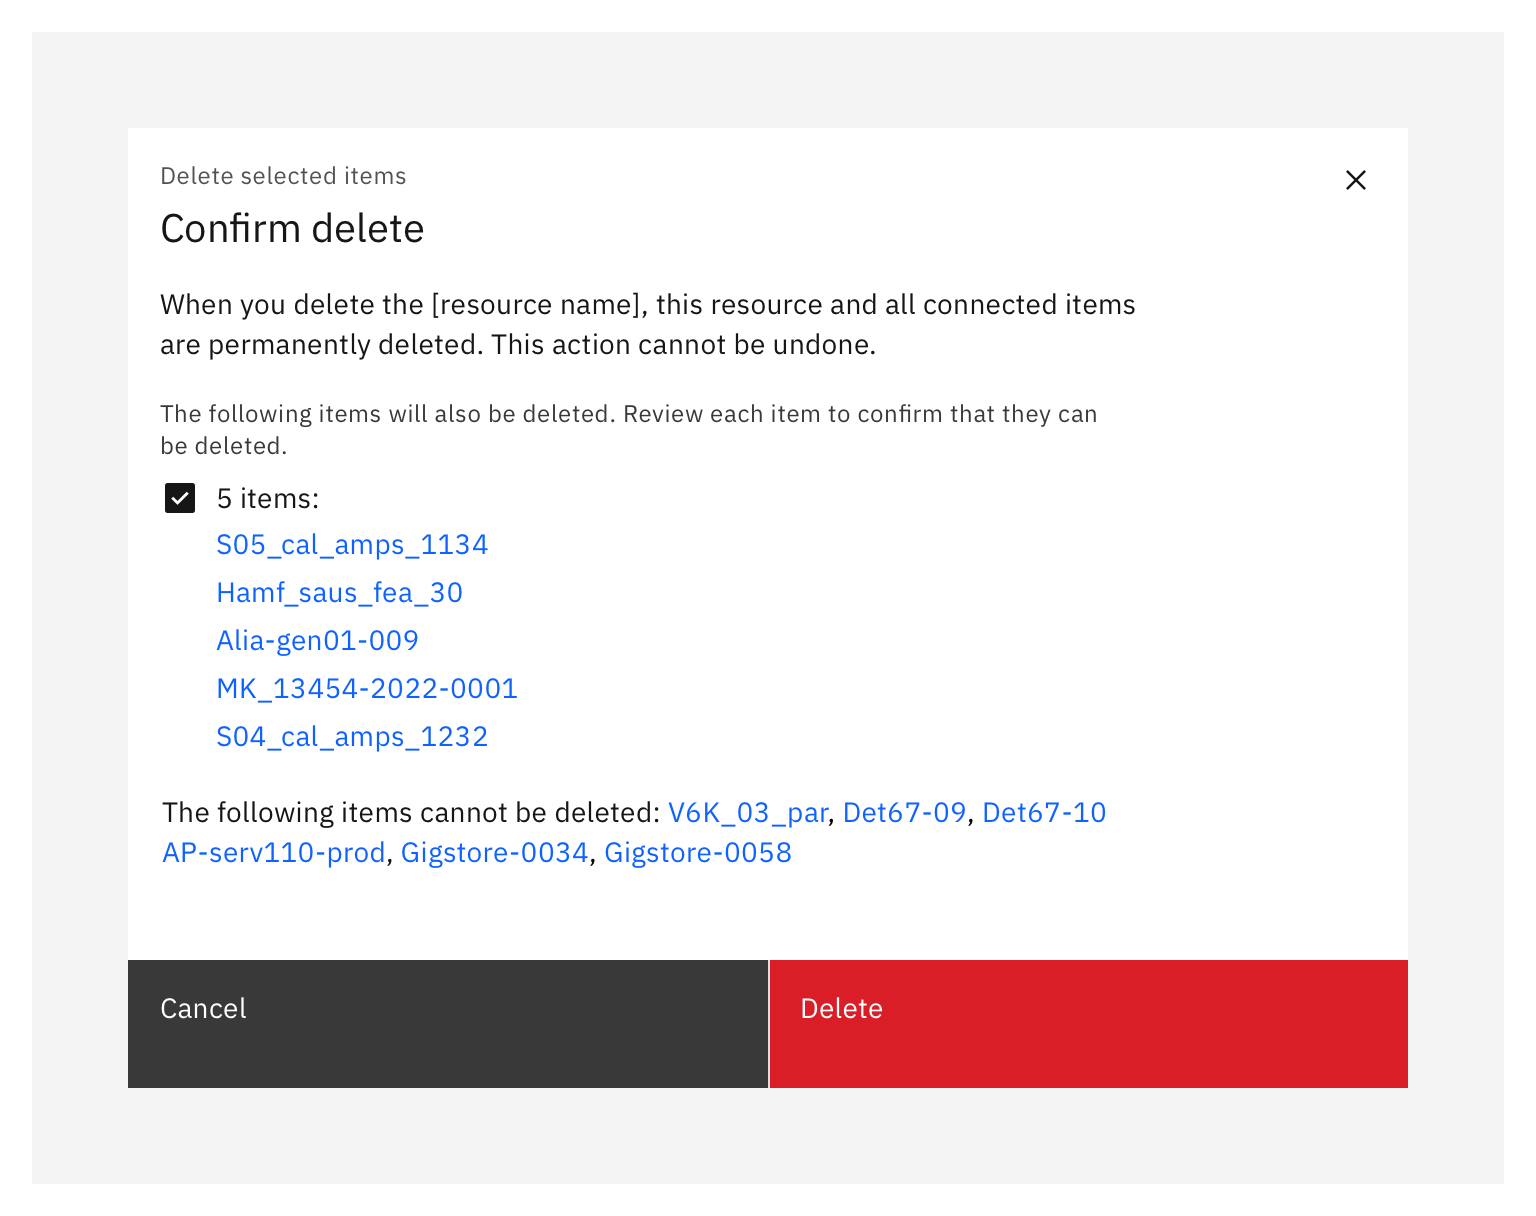 Delete selected items
Confirm delete
When you delete the [resource name], this resource and all connected items
are permanently deleted. This action cannot be undone.
The following items will also be deleted. Review each item to confirm that they can
be deleted.
5 items:
S05_cal_amps_1134
Hamf_saus_fea_30
Alia-gen01-009
MK_13454-2022-0001
S04_cal_amps_1232
The following items cannot be deleted: V6K_03_par, Det67-09, Det67-10
AP-serv110-prod, Gigstore-0034, Gigstore-0058
Cancel
Delete